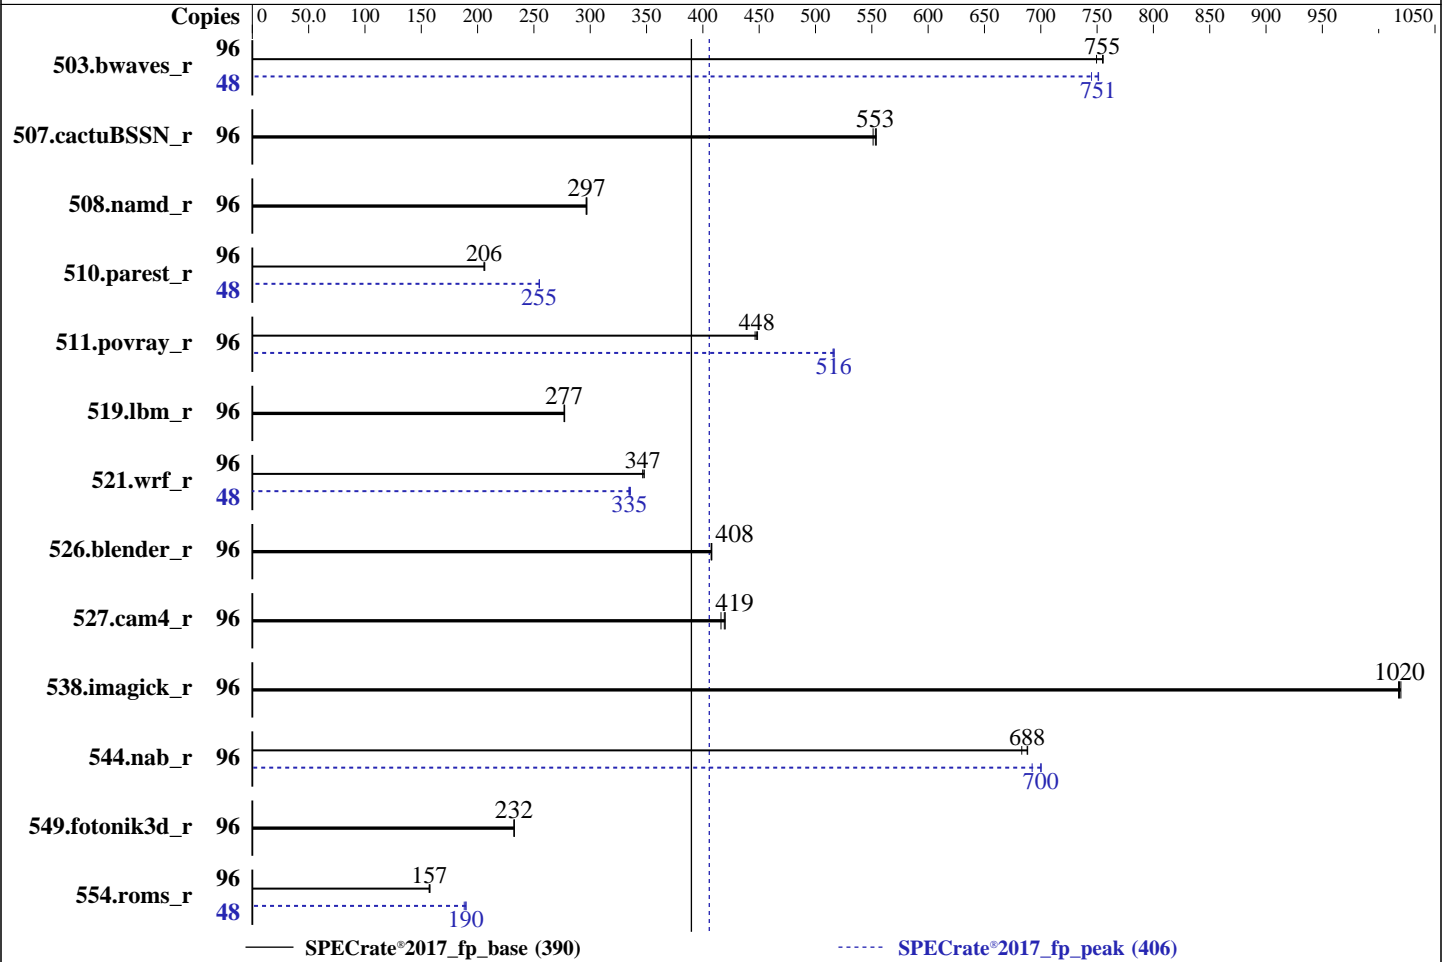 Copies 0 50.0 100 150 200 250 300 350 400 450 500 550 600 650 700 750 800 850 900 950 1050
503.bwaves_r 96 755
48 751
507.cactuBSSN_r 96 553
508.namd_r 96 297
510.parest_r 96 206
48 255
511.povray_r 96 448
516
519.lbm_r 96 277
521.wrf_r 96 347
48 335
526.blender_r 96 408
527.cam4_r 96 419
538.imagick_r 96 1020
544.nab_r 96 688
700
549.fotonik3d_r 96 232
554.roms_r 96 157
48 190
SPECrate®2017_fp_base (390) SPECrate®2017_fp_peak (406)